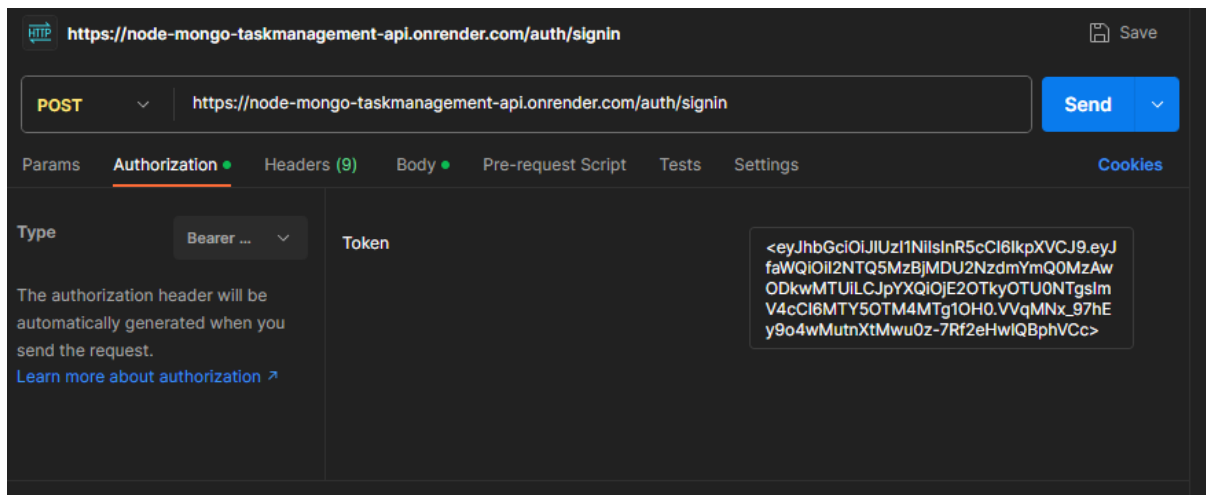 HTTP https://node-mongo-taskmanagement-api.onrender.com/auth/signin Save
POST https://node-mongo-taskmanagement-api.onrender.com/auth/signin Send
Params Authorization Headers (9) Body Pre-request Script Tests Settings Cookies
Type Bearer ... Token
The authorization header will be
automatically generated when you
send the request.
Learn more about authorization ↗
<eyJhbGciOiJIUzI1NiIsInR5cCI6IkpXVCJ9.eyJ
faWQiOiI2NTQ5MzBjMDU2NzdmYmQ0MzAw
ODkwMTUiLCJpYXQiOjE2OTkyOTU0NTgsIm
V4cCI6MTY5OTM4MTg1OH0.VVqMNx_97hE
y9o4wMutnXtMwu0z-7Rf2eHwIQBphVCc>